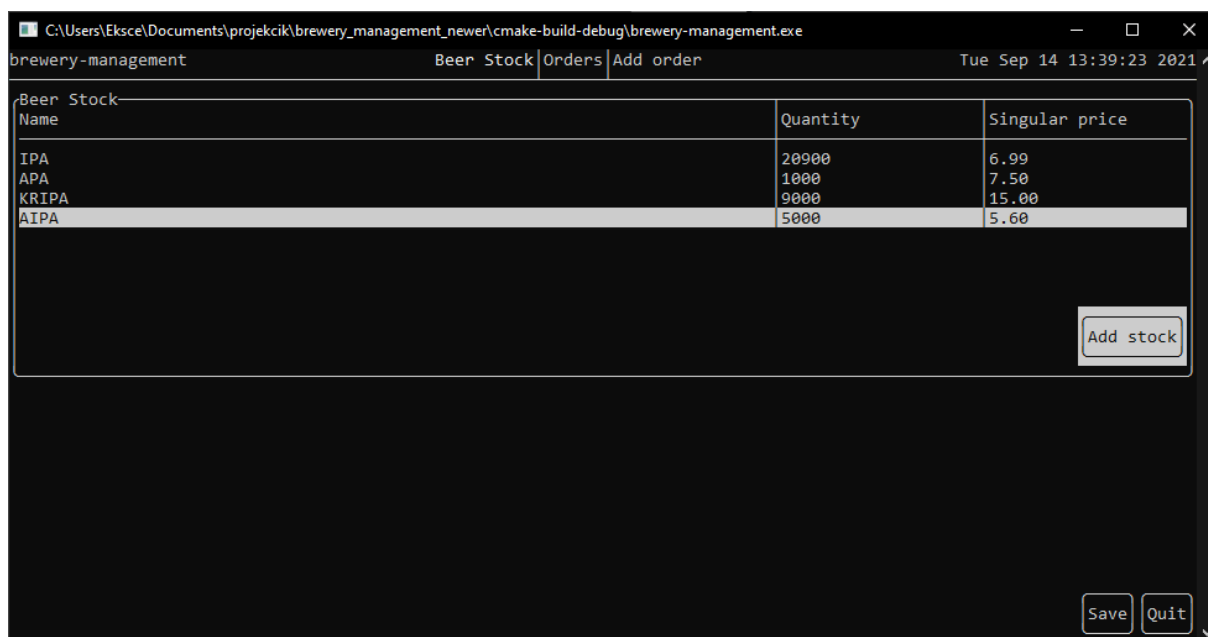 C:\Users\Eksce\Documents\projekcik\brewery_management_newer\cmake-build-debug\brewery-management.exe
brewery-management Beer Stock Orders Add order Tue Sep 14 13:39:23 2021
Beer Stock
Name Quantity Singular price
IPA 20900 6.99
APA 1000 7.50
KRIPA 9000 15.00
AIPA 5000 5.60
Add stock
Save Quit